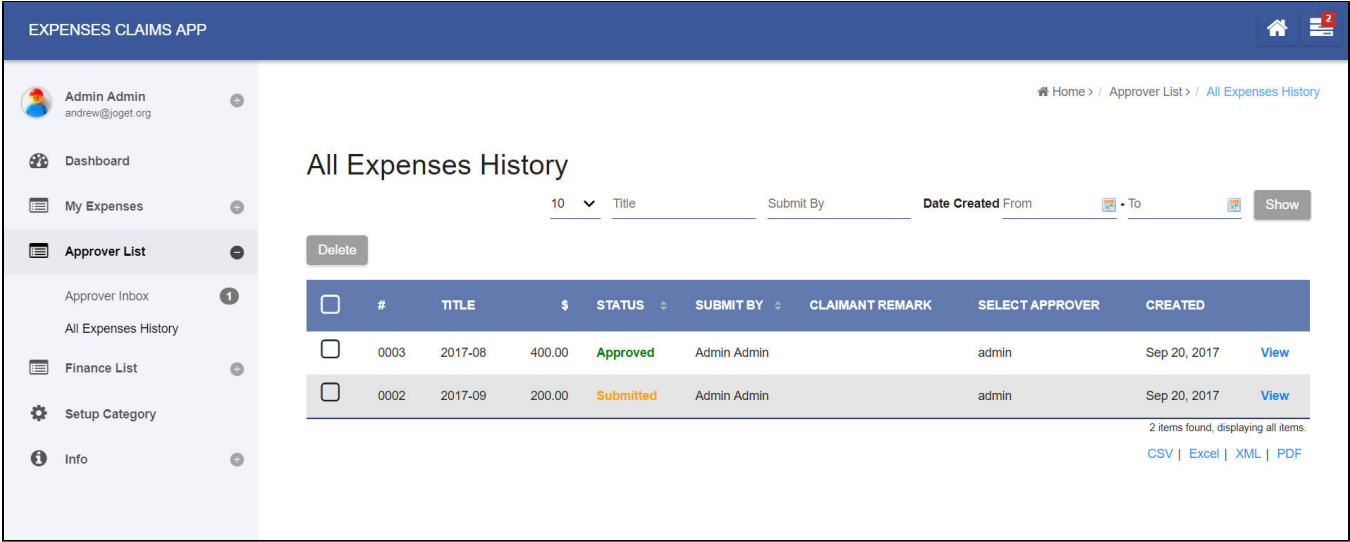 EXPENSES CLAIMS APP
2
Admin Admin
andrew@joget.org
Dashboard
My Expenses
Approver List
Approver Inbox 1
All Expenses History
Finance List
Setup Category
Info
Home > / Approver List > / All Expenses History
All Expenses History
10 Title Submit By Date Created From - To Show
Delete
# TITLE $ STATUS SUBMIT BY CLAIMANT REMARK SELECT APPROVER CREATED
0003 2017-08 400.00 Approved Admin Admin admin Sep 20, 2017 View
0002 2017-09 200.00 Submitted Admin Admin admin Sep 20, 2017 View
2 items found, displaying all items.
CSV | Excel | XML | PDF